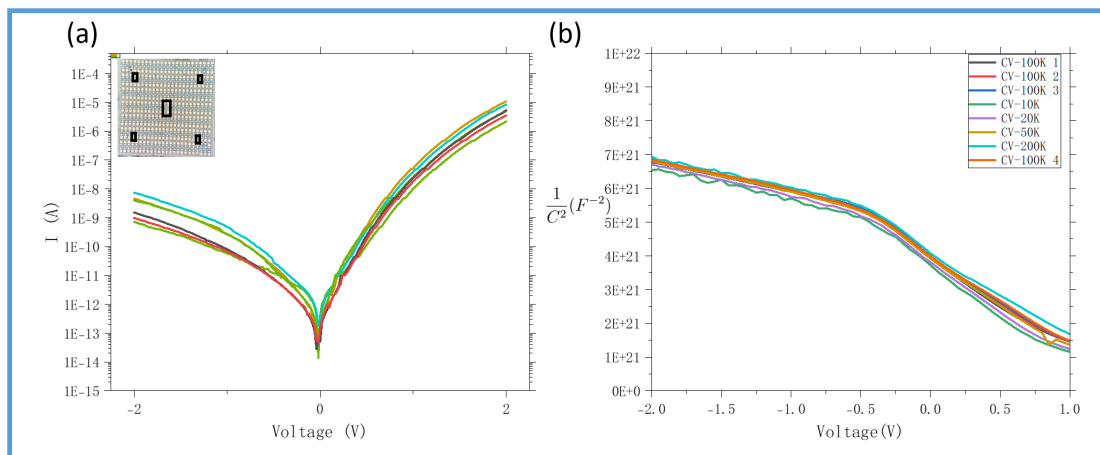 (a)
(b)
1E-4
1E-5
1E-6
1E-7
1E-8
1E-9
1E-10
1E-11
1E-12
1E-13
1E-14
1E-15
I (A)
-2
0
2
Voltage (V)
1E+22
9E+21
8E+21
7E+21
6E+21
5E+21
4E+21
3E+21
2E+21
1E+21
0E+0
1/C²(F⁻²)
CV-100K 1
CV-100K 2
CV-100K 3
CV-10K
CV-20K
CV-50K
CV-200K
CV-100K 4
-2.0
-1.5
-1.0
-0.5
0.0
0.5
1.0
Voltage(V)